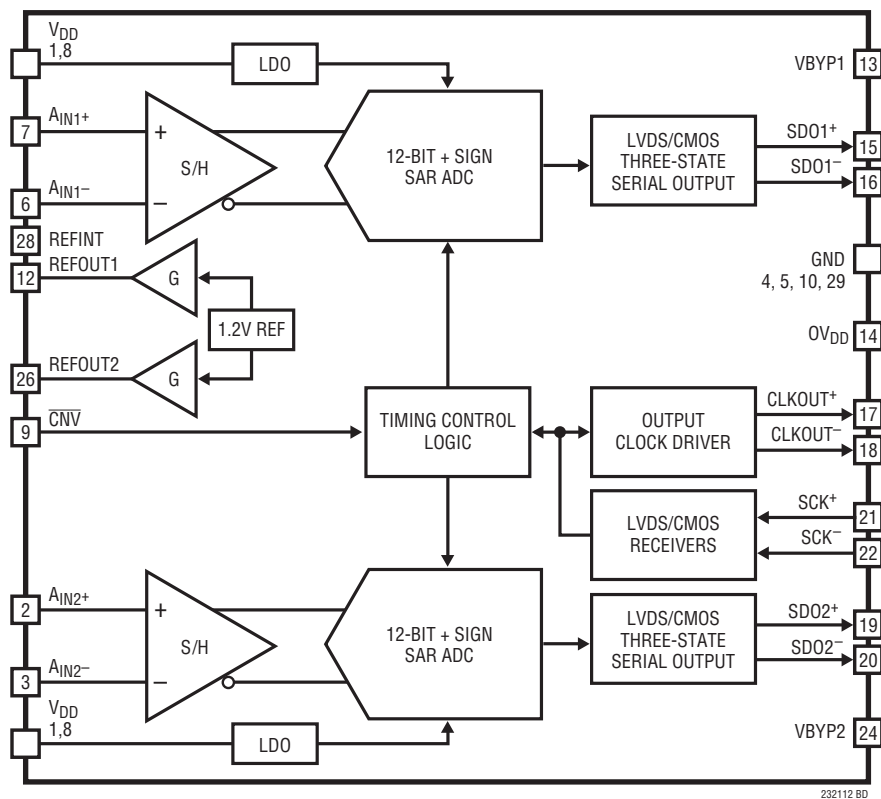 VDD
1,8
LDO
VBYP1 13
7 AIN1+
+
S/H
–
12-BIT + SIGN
SAR ADC
LVDS/CMOS
THREE-STATE
SERIAL OUTPUT
SDO1+ 15
SDO1– 16
6 AIN1–
28 REFINT
12 REFOUT1
G
1.2V REF
GND
4, 5, 10, 29
OVDD 14
26 REFOUT2
G
9 CNV
TIMING CONTROL
LOGIC
OUTPUT
CLOCK DRIVER
CLKOUT+ 17
CLKOUT– 18
LVDS/CMOS
RECEIVERS
SCK+ 21
SCK– 22
2 AIN2+
+
S/H
–
12-BIT + SIGN
SAR ADC
LVDS/CMOS
THREE-STATE
SERIAL OUTPUT
SDO2+ 19
SDO2– 20
3 AIN2–
VDD
1,8
LDO
VBYP2 24
232112 BD